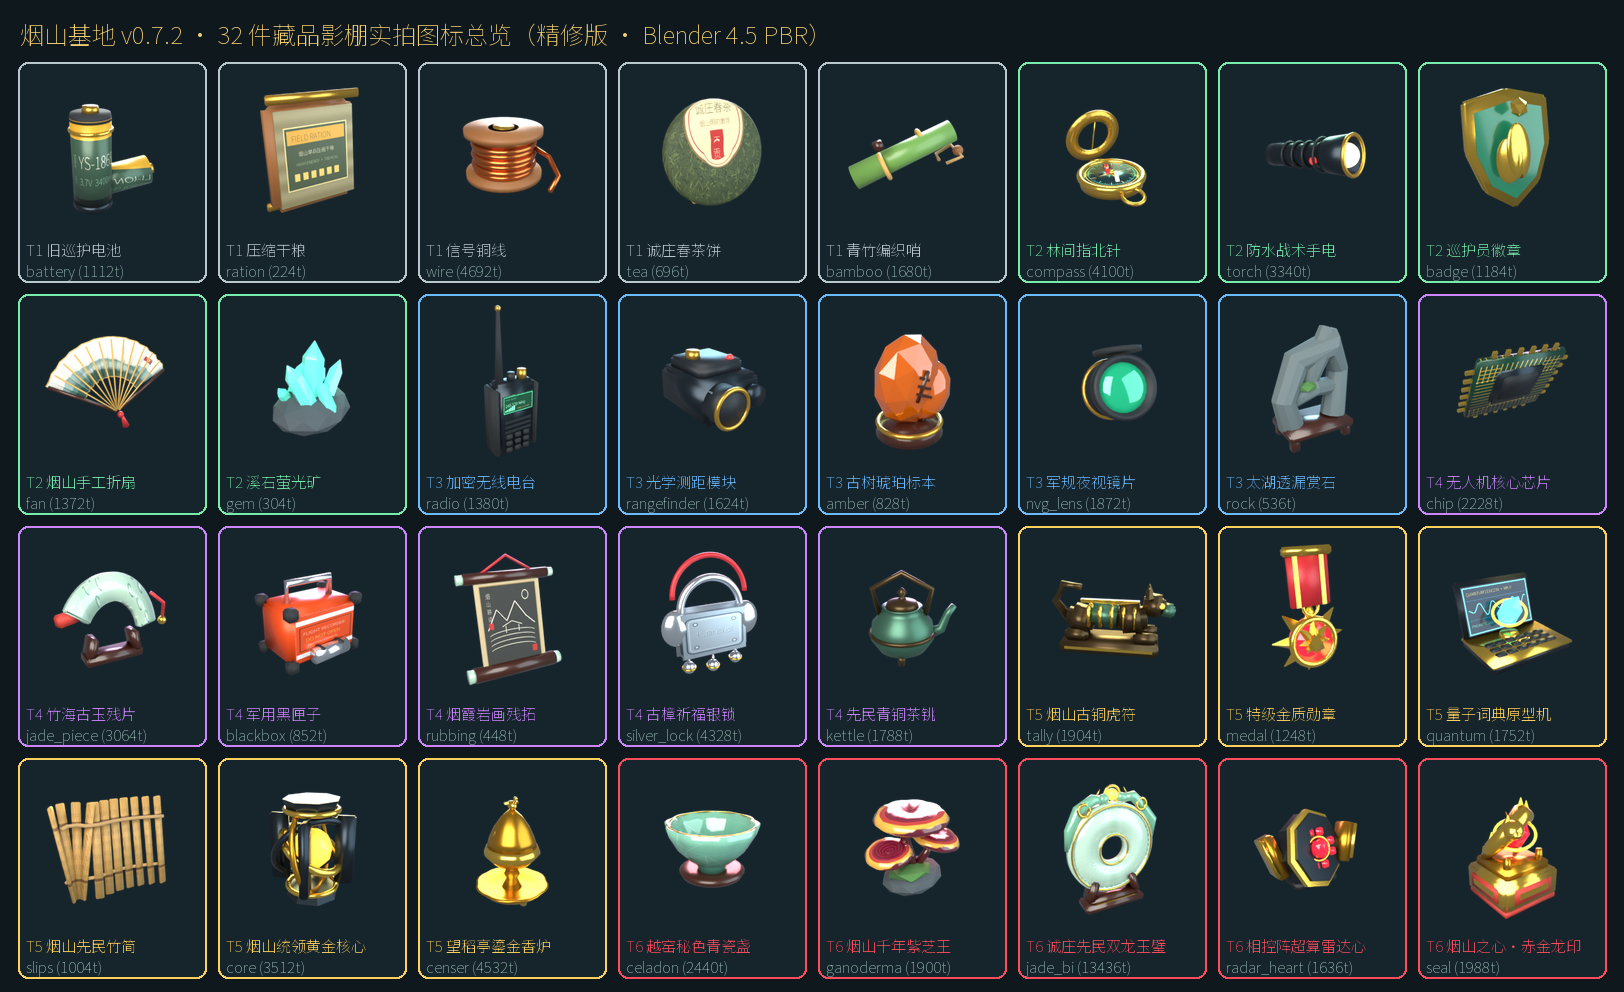 烟山基地 v0.7.2 · 32 件藏品影棚实拍图标总览（精修版 · Blender 4.5 PBR）
FIELD RATION
诚庄春茶
T1 旧巡护电池
battery (1112t)
T1 压缩干粮
ration (224t)
T1 信号铜线
wire (4692t)
T1 诚庄春茶饼
tea (696t)
T1 青竹编织哨
bamboo (1680t)
T2 林间指北针
compass (4100t)
T2 防水战术手电
torch (3340t)
T2 巡护员徽章
badge (1184t)
T2 烟山手工折扇
fan (1372t)
T2 溪石萤光矿
gem (304t)
T3 加密无线电台
radio (1380t)
T3 光学测距模块
rangefinder (1624t)
T3 古树琥珀标本
amber (828t)
T3 军规夜视镜片
nvg_lens (1872t)
T3 太湖透漏赏石
rock (536t)
T4 无人机核心芯片
chip (2228t)
FLIGHT RECORDER
DO NOT OPEN
T4 竹海古玉残片
jade_piece (3064t)
T4 军用黑匣子
blackbox (852t)
T4 烟霞岩画残拓
rubbing (448t)
T4 古樟祈福银锁
silver_lock (4328t)
T4 先民青铜茶铫
kettle (1788t)
T5 烟山古铜虎符
tally (1904t)
T5 特级金质勋章
medal (1248t)
T5 量子词典原型机
quantum (1752t)
T5 烟山先民竹简
slips (1004t)
T5 烟山统领黄金核心
core (3512t)
T5 望稻亭鎏金香炉
censer (4532t)
T6 越窑秘色青瓷盏
celadon (2440t)
T6 烟山千年紫芝王
ganoderma (1900t)
T6 诚庄先民双龙玉璧
jade_bi (13436t)
T6 相控阵超算雷达心
radar_heart (1636t)
T6 烟山之心·赤金龙印
seal (1988t)